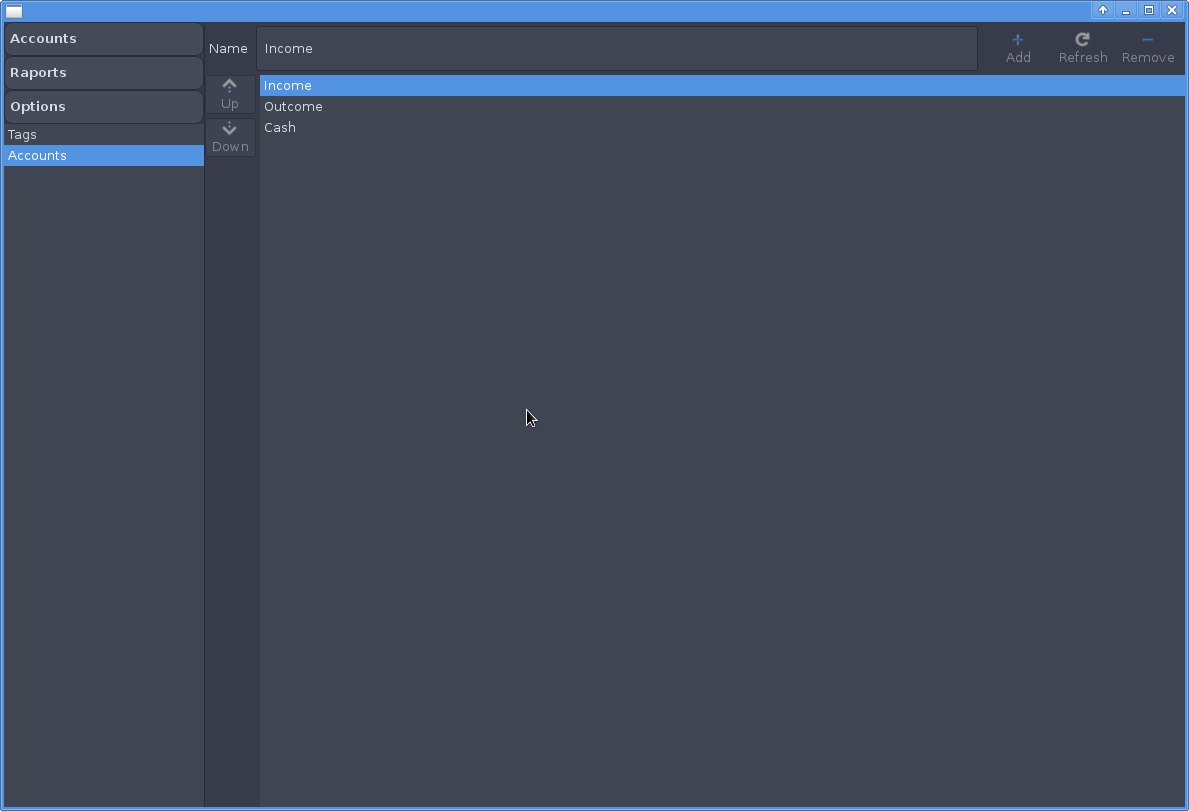 Accounts
Raports
Options
Tags
Accounts
Name
Income
Add
Refresh
Remove
Up
Down
Income
Outcome
Cash